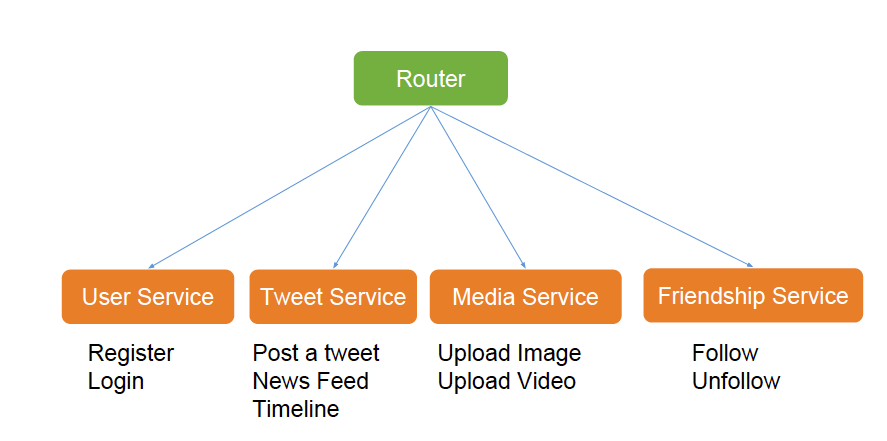 Router
User Service
Tweet Service
Media Service
Friendship Service
Register
Login
Post a tweet
News Feed
Timeline
Upload Image
Upload Video
Follow
Unfollow